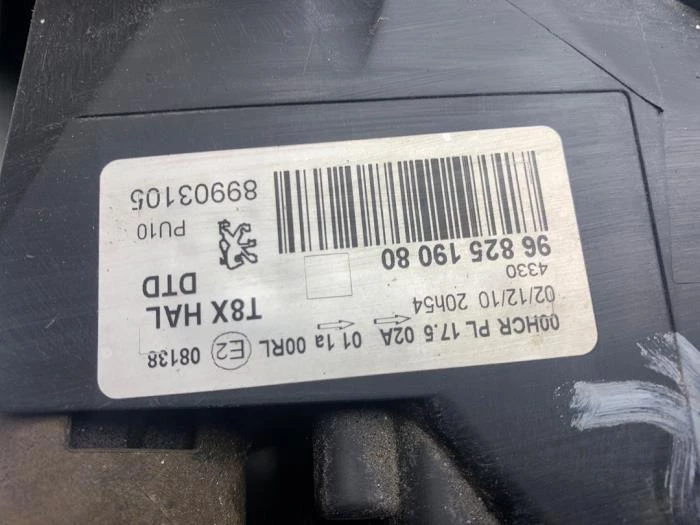 00HCR PL 17.5 02A 01 1a 00RL E2 08138
02/12/10 20h54
4330
T8X HAL
DTD
96 825 190 80
PU10
89903105